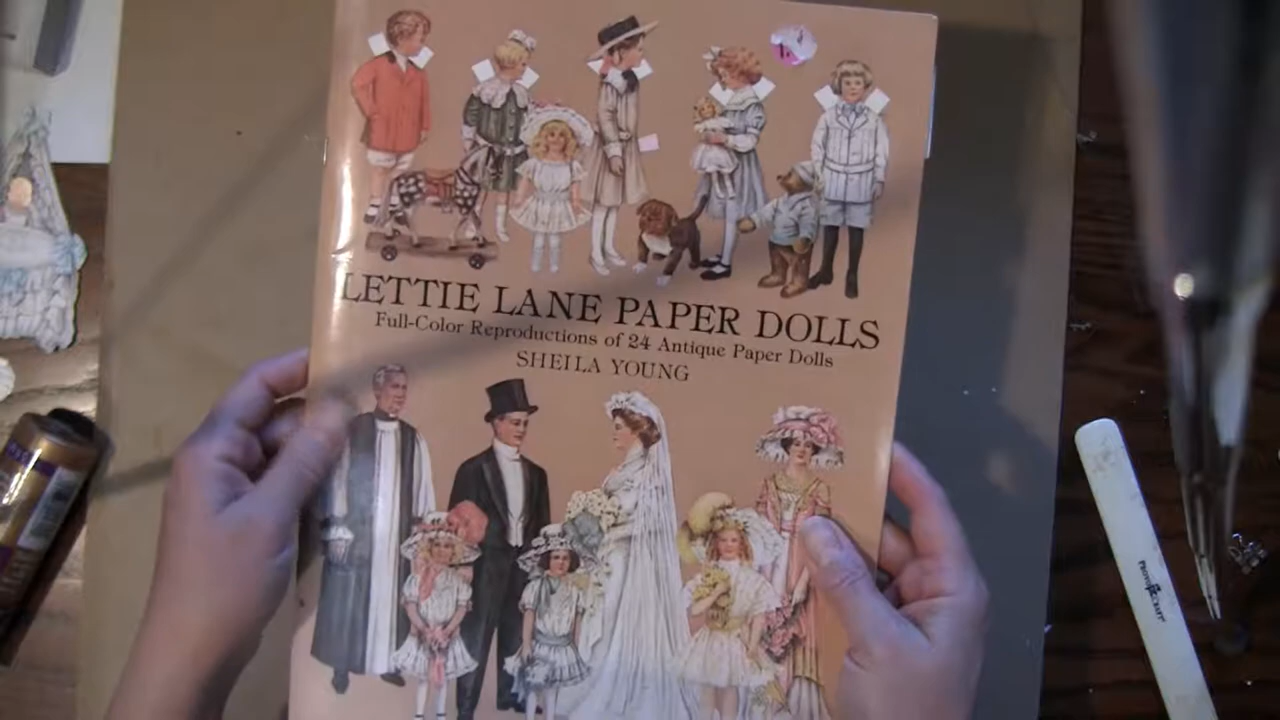 LETTIE LANE PAPER DOLLS
Full-Color Reproductions of 24 Antique Paper Dolls
SHEILA YOUNG